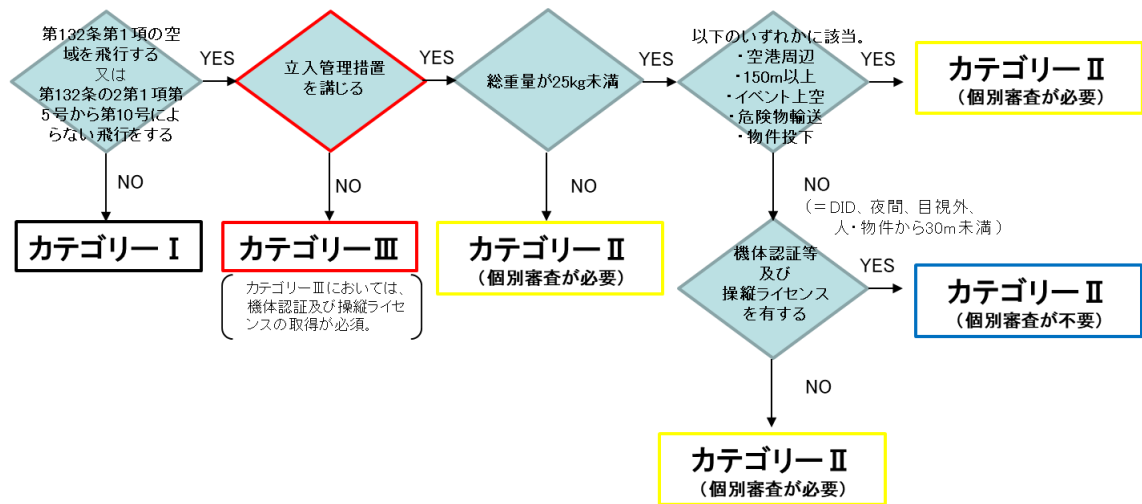 第132条第1項の空
域を飛行する
又は
第132条の2第1項第
5号から第10号によ
らない飛行をする
YES
立入管理措置
を講じる
YES
総重量が25kg未満
YES
以下のいずれかに該当。
・空港周辺
・150m以上
・イベント上空
・危険物輸送
・物件投下
YES
カテゴリーⅡ
(個別審査が必要)
NO
NO
NO
NO
(=DID、夜間、目視外、
人・物件から30m未満)
カテゴリーⅠ
カテゴリーⅢ
カテゴリーⅢにおいては、
機体認証及び操縦ライセ
ンスの取得が必須。
カテゴリーⅡ
(個別審査が必要)
機体認証等
及び
操縦ライセンス
を有する
YES
カテゴリーⅡ
(個別審査が不要)
NO
カテゴリーⅡ
(個別審査が必要)